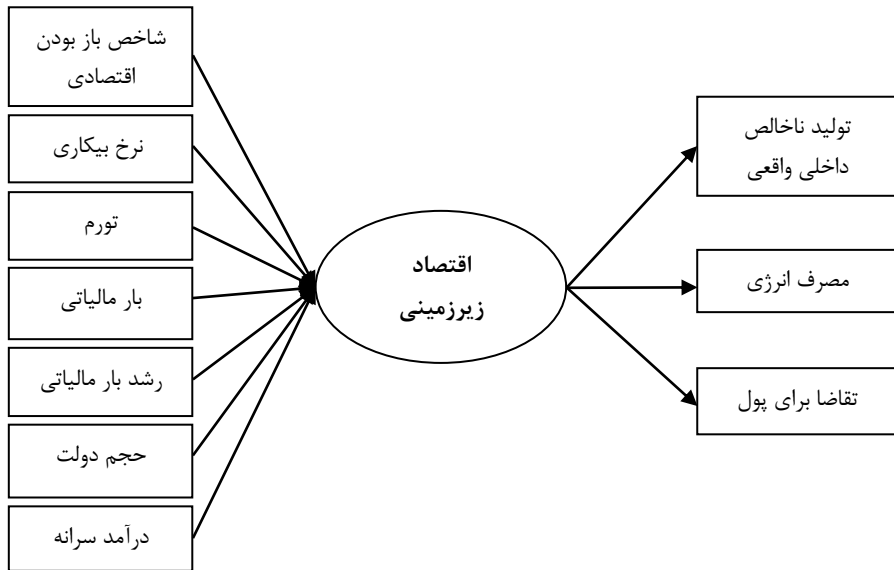 شاخص باز بودن
اقتصادی
نرخ بیکاری
تورم
بار مالیاتی
رشد بار مالیاتی
حجم دولت
درآمد سرانه
اقتصاد
زیرزمینی
تولید ناخالص
داخلی واقعی
مصرف انرژی
تقاضا برای پول